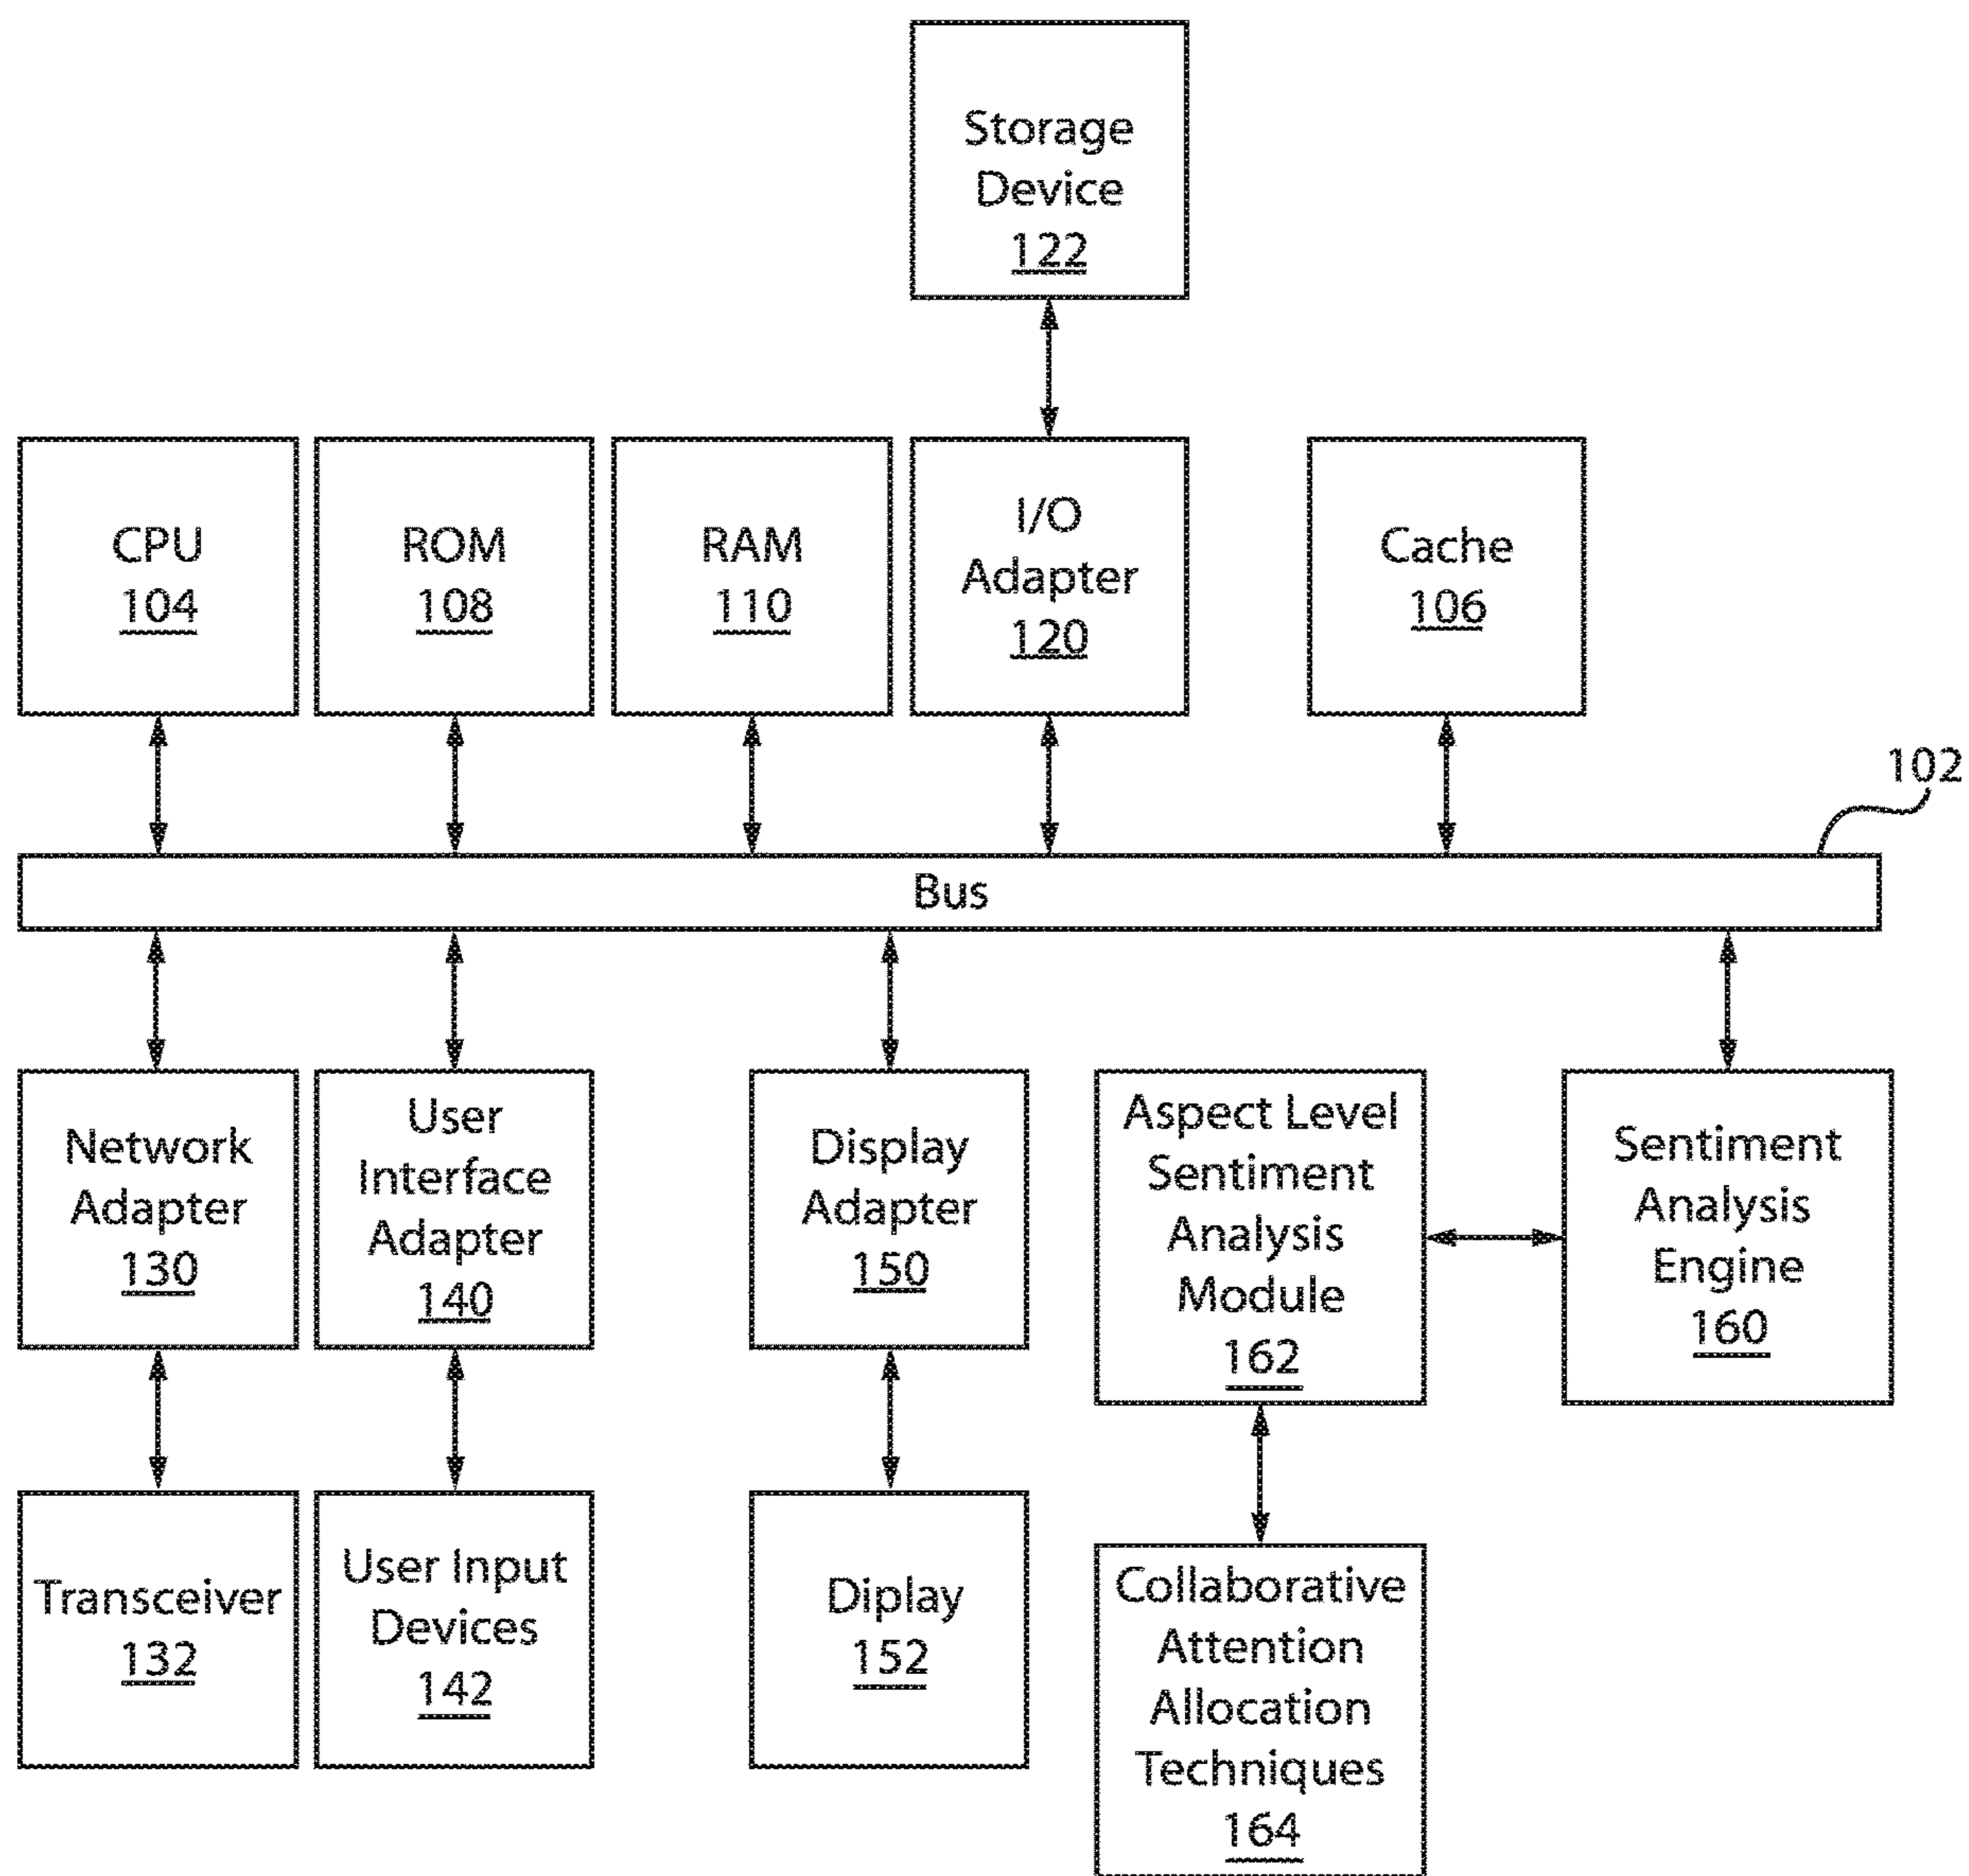 Storage
Device
122
CPU
104
ROM
108
RAM
110
I/O
Adapter
120
Cache
106
102
Bus
Network
Adapter
130
User
Interface
Adapter
140
Display
Adapter
150
Aspect Level
Sentiment
Analysis
Module
162
Sentiment
Analysis
Engine
160
Transceiver
132
User Input
Devices
142
Diplay
152
Collaborative
Attention
Allocation
Techniques
164